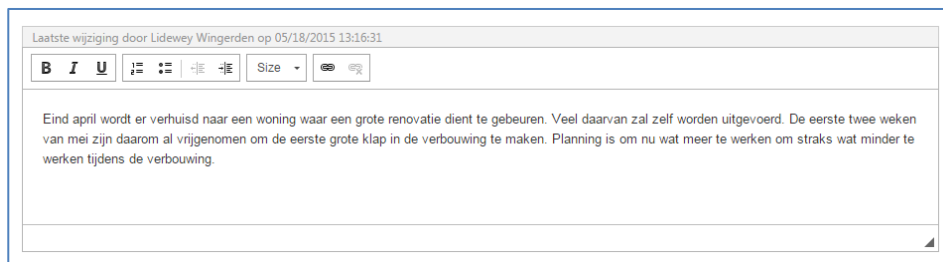 Laatste wijziging door Lidewey Wingerden op 05/18/2015 13:16:31
B I U Size
Eind april wordt er verhuisd naar een woning waar een grote renovatie dient te gebeuren. Veel daarvan zal zelf worden uitgevoerd. De eerste twee weken
van mei zijn daarom al vrijgenomen om de eerste grote klap in de verbouwing te maken. Planning is om nu wat meer te werken om straks wat minder te
werken tijdens de verbouwing.